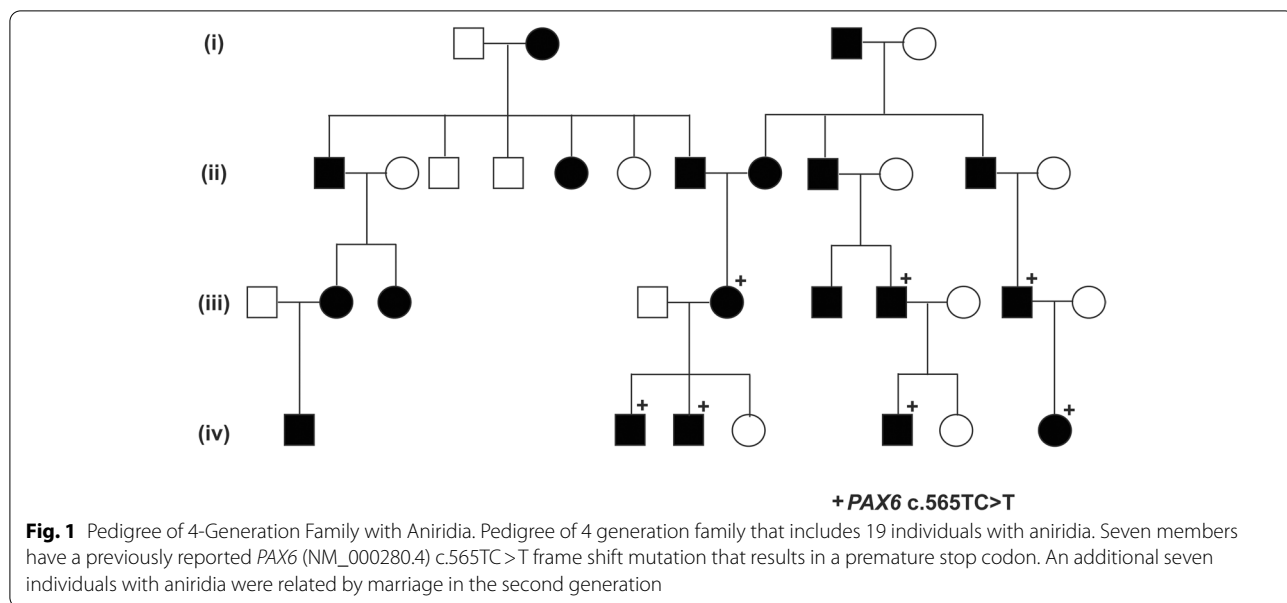 (i)
(ii)
(iii)
+
+
+
(iv)
+
+
+
+
+ PAX6 c.565TC>T
Fig. 1 Pedigree of 4-Generation Family with Aniridia. Pedigree of 4 generation family that includes 19 individuals with aniridia. Seven members
have a previously reported PAX6 (NM_000280.4) c.565TC > T frame shift mutation that results in a premature stop codon. An additional seven
individuals with aniridia were related by marriage in the second generation